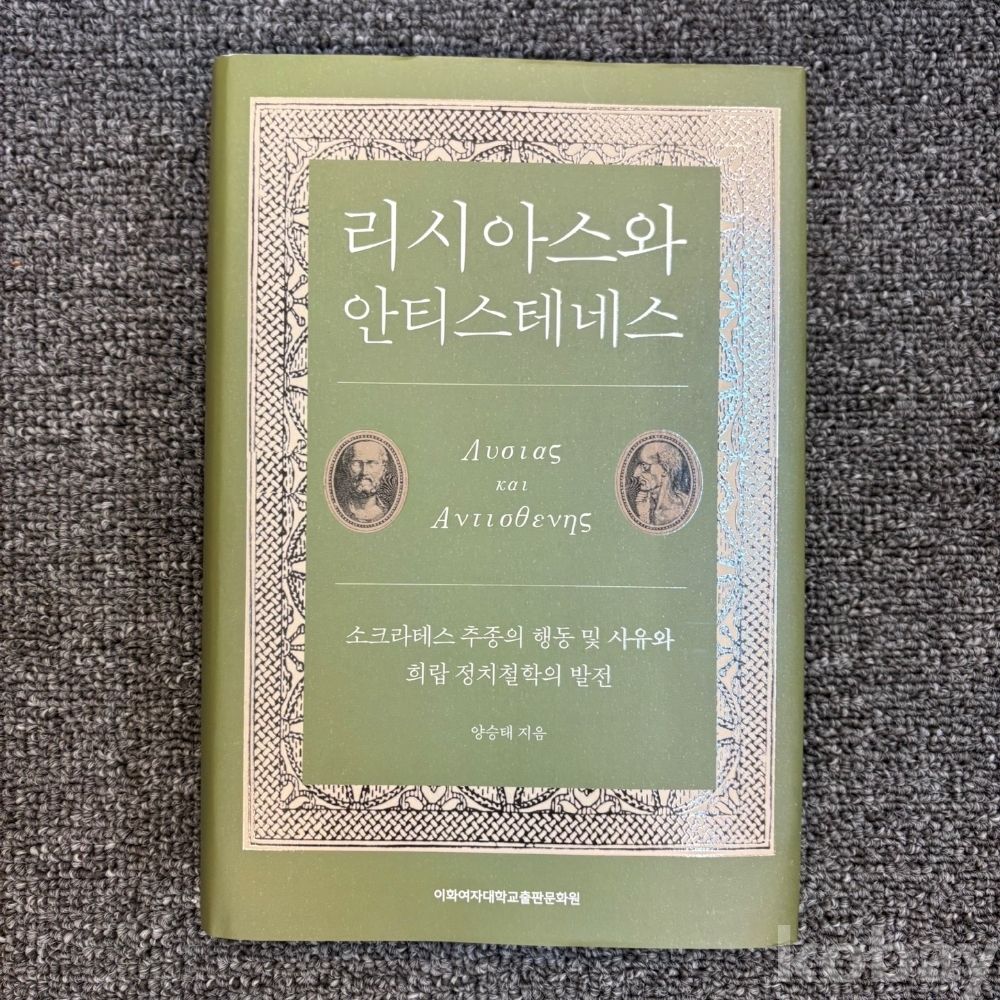 리시아스와
안티스테네스
Λυσιας
και
Αντισθενης
소크라테스 추종의 행동 및 사유와
희랍 정치철학의 발전
양승태 지음
이화여자대학교출판문화원
kobay